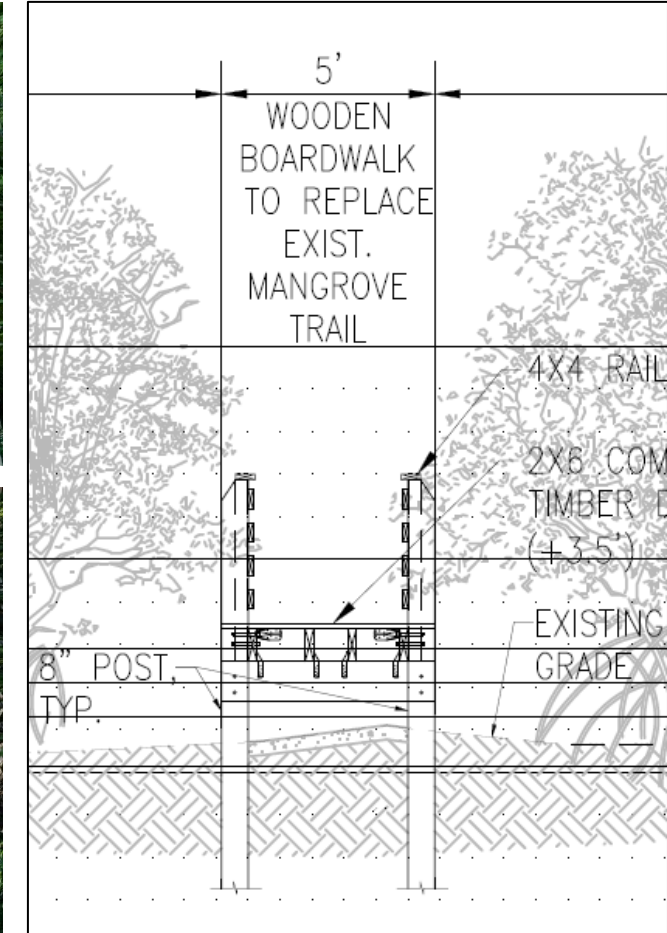 5'
WOODEN
BOARDWALK
TO REPLACE
EXIST.
MANGROVE
TRAIL
4X4 RAIL
2X6 COM
TIMBER
(+3.5')
EXISTING
GRADE
8" POST,
TYP.